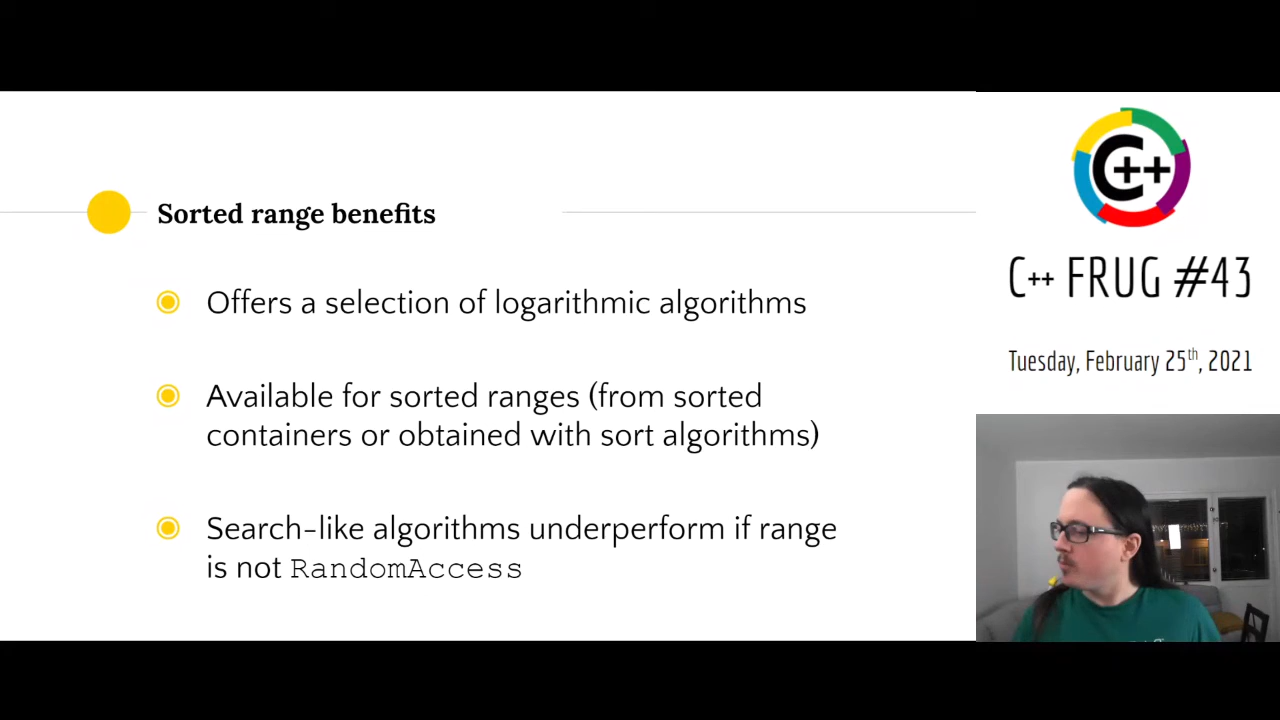 Sorted range benefits
Offers a selection of logarithmic algorithms
Available for sorted ranges (from sorted
containers or obtained with sort algorithms)
Search-like algorithms underperform if range
is not RandomAccess
C++
C++ FRUG #43
Tuesday, February 25th, 2021